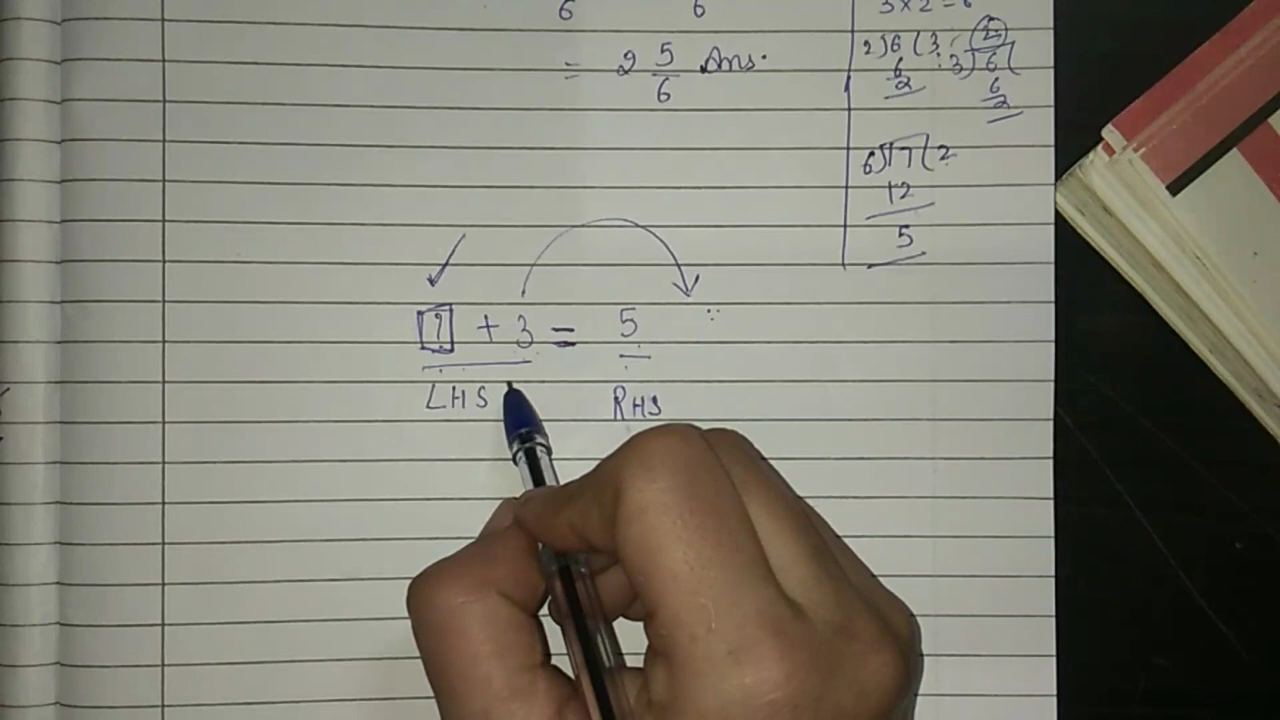 6 6
= 2 5/6 Ans.
3 × 2 = 6
2)6(3 3)6(2
6 6
2 2
6)17(2
12
5
? + 3 = 5
LHS RHS